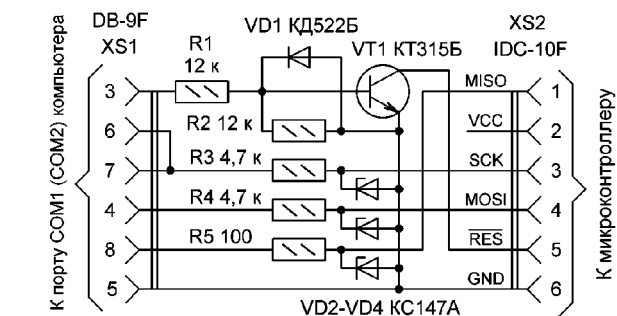 DB-9F
XS1
К порту COM1 (COM2) компьютера
3
6
7
4
8
5
R1
12 к
VD1 КД522Б
VT1 КТ315Б
R2 12 к
R3 4,7 к
R4 4,7 к
R5 100
VD2-VD4 КС147А
XS2
IDC-10F
MISO
VCC
SCK
MOSI
RES
GND
1
2
3
4
5
6
К микроконтроллеру